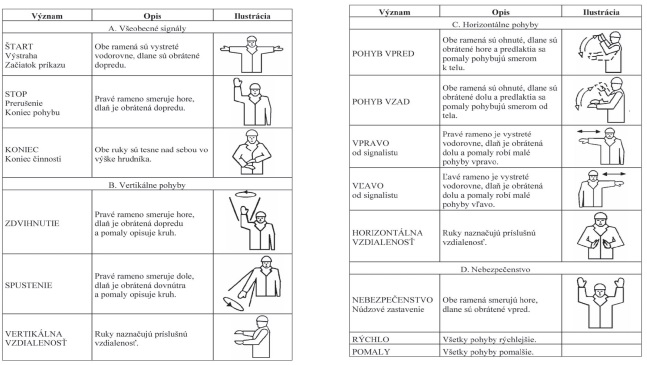 Význam Opis Ilustrácia
A. Všeobecné signály
ŠTART
Výstraha
Začiatok príkazu
Obe ramená sú vystreté
vodorovne, dlane sú obrátené
dopredu.
STOP
Prerušenie
Koniec pohybu
Pravé rameno smeruje hore,
dlaň je obrátená dopredu.
KONIEC
Koniec činnosti
Obe ruky sú tesne nad sebou vo
výške hrudníka.
B. Vertikálne pohyby
ZDVIHNUTIE
Pravé rameno smeruje hore,
dlaň je obrátená dopredu
a pomaly opisuje kruh.
SPUSTENIE
Pravé rameno smeruje dole,
dlaň je obrátená dovnútra
a pomaly opisuje kruh.
VERTIKÁLNA
VZDIALENOSŤ
Ruky naznačujú príslušnú
vzdialenosť.
Význam Opis Ilustrácia
C. Horizontálne pohyby
POHYB VPRED
Obe ramená sú ohnuté, dlane sú
obrátené hore a predlaktia sa
pomaly pohybujú smerom
k telu.
POHYB VZAD
Obe ramená sú ohnuté, dlane sú
obrátené dolu a predlaktia sa
pomaly pohybujú smerom od
tela.
VPRAVO
od signalistu
Pravé rameno je vystreté
vodorovne, dlaň je obrátená
dolu a pomaly robí malé
pohyby vpravo.
VĽAVO
od signalistu
Ľavé rameno je vystreté
vodorovne, dlaň je obrátená
dolu a pomaly robí malé
pohyby vľavo.
HORIZONTÁLNA
VZDIALENOSŤ
Ruky naznačujú príslušnú
vzdialenosť.
D. Nebezpečenstvo
NEBEZPEČENSTVO
Núdzové zastavenie
Obe ramená smerujú hore,
dlane sú obrátené vpred.
RÝCHLO Všetky pohyby rýchlejšie.
POMALY Všetky pohyby pomalšie.